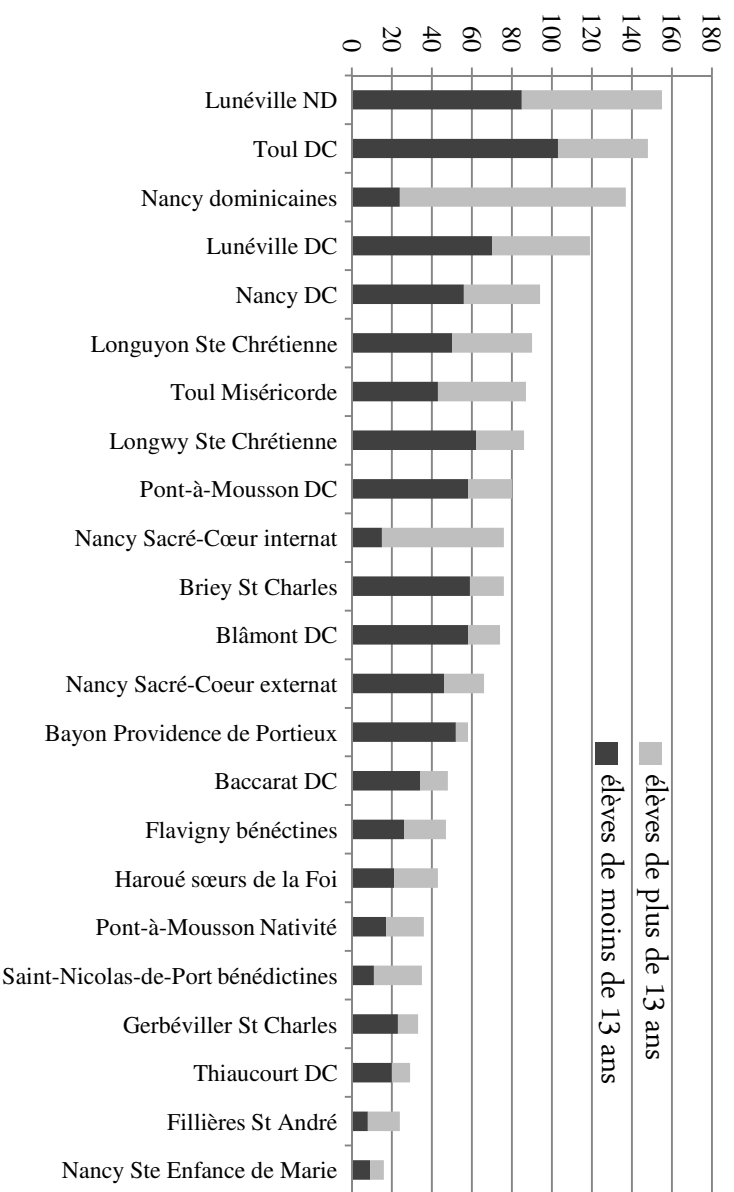 0
20
40
60
80
100
120
140
160
180
Lunéville ND
Toul DC
Nancy dominicaines
Lunéville DC
Nancy DC
Longuyon Ste Chrétienne
Toul Miséricorde
Longwy Ste Chrétienne
Pont-à-Mousson DC
Nancy Sacré-Cœur internat
Briey St Charles
Blâmont DC
Nancy Sacré-Coeur externat
Bayon Providence de Portieux
Baccarat DC
Flavigny bénéctines
Haroué sœurs de la Foi
Pont-à-Mousson Nativité
Saint-Nicolas-de-Port bénédictines
Gerbéviller St Charles
Thiaucourt DC
Fillières St André
Nancy Ste Enfance de Marie
élèves de plus de 13 ans
élèves de moins de 13 ans